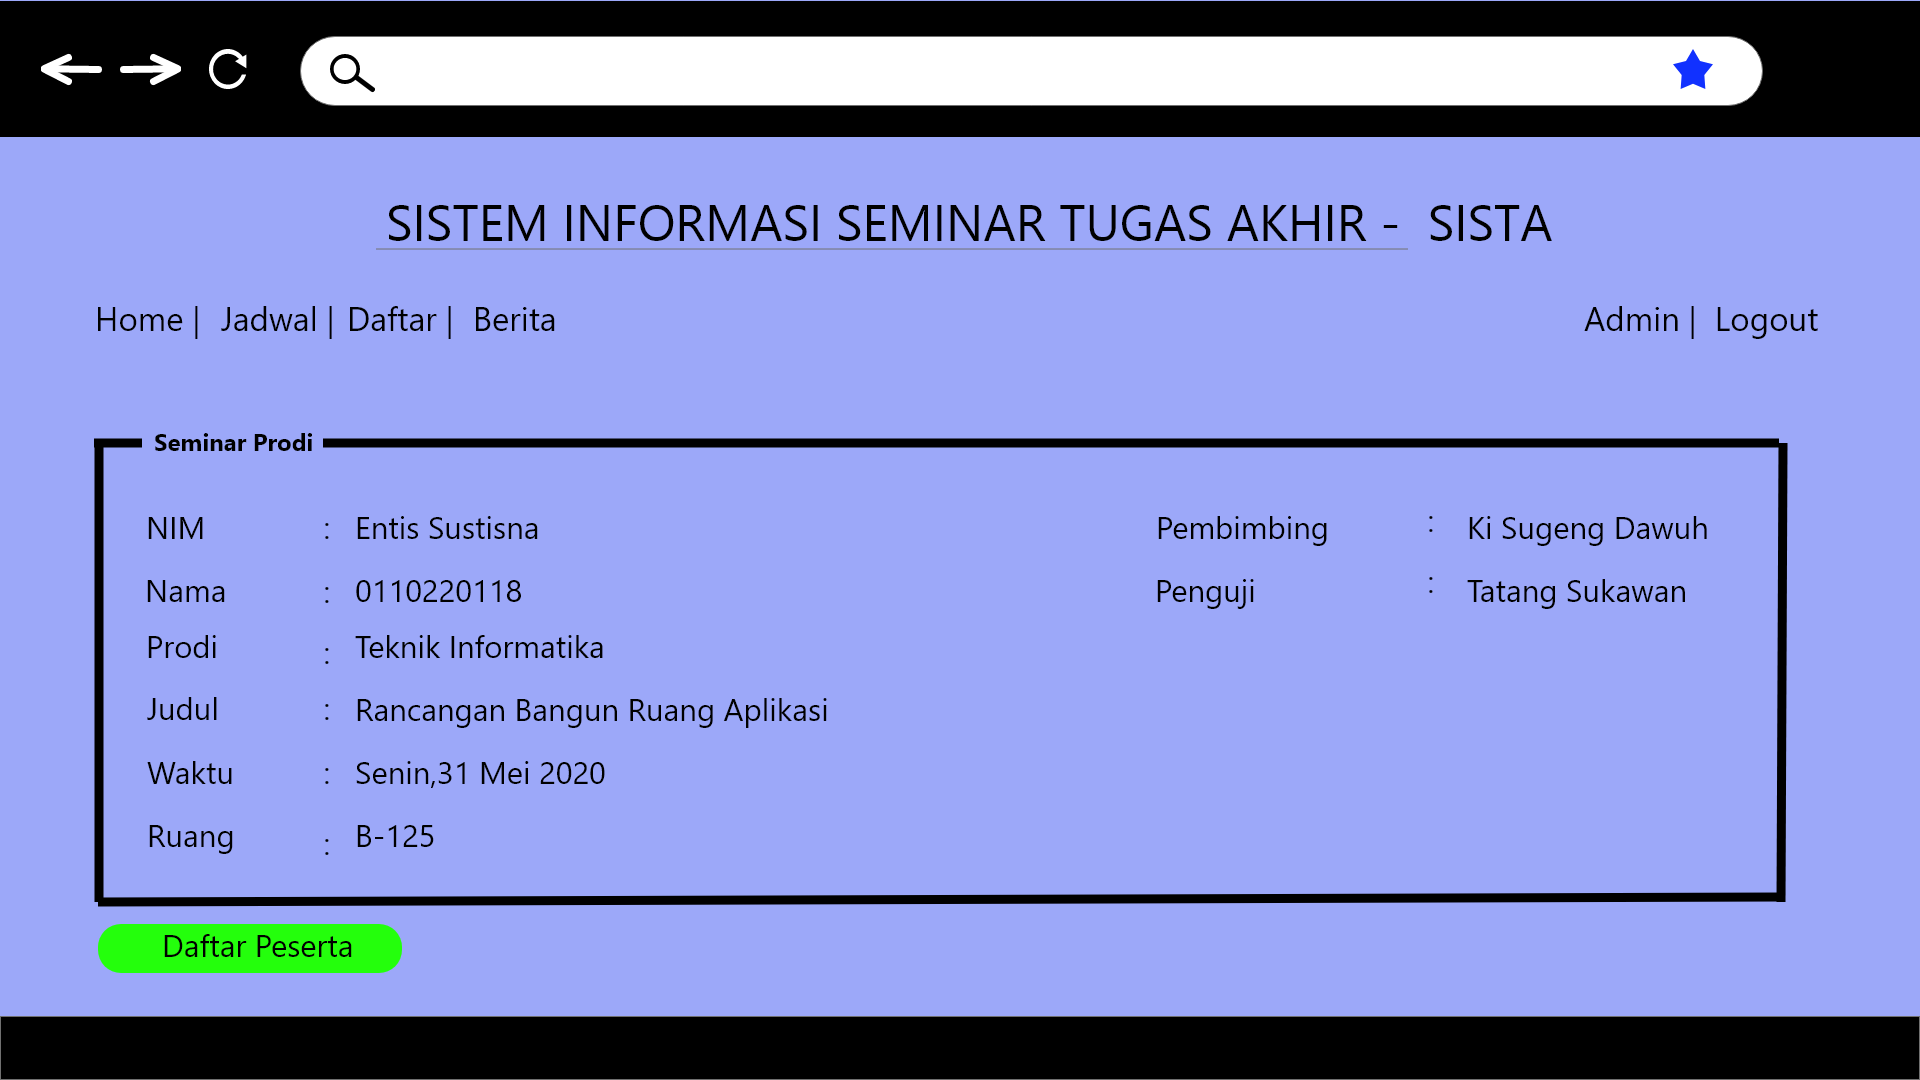 SISTEM INFORMASI SEMINAR TUGAS AKHIR - SISTA
Home | Jadwal | Daftar | Berita
Admin | Logout
Seminar Prodi
NIM : Entis Sustisna
Nama : 0110220118
Prodi : Teknik Informatika
Judul : Rancangan Bangun Ruang Aplikasi
Waktu : Senin,31 Mei 2020
Ruang : B-125
Pembimbing : Ki Sugeng Dawuh
Penguji : Tatang Sukawan
Daftar Peserta